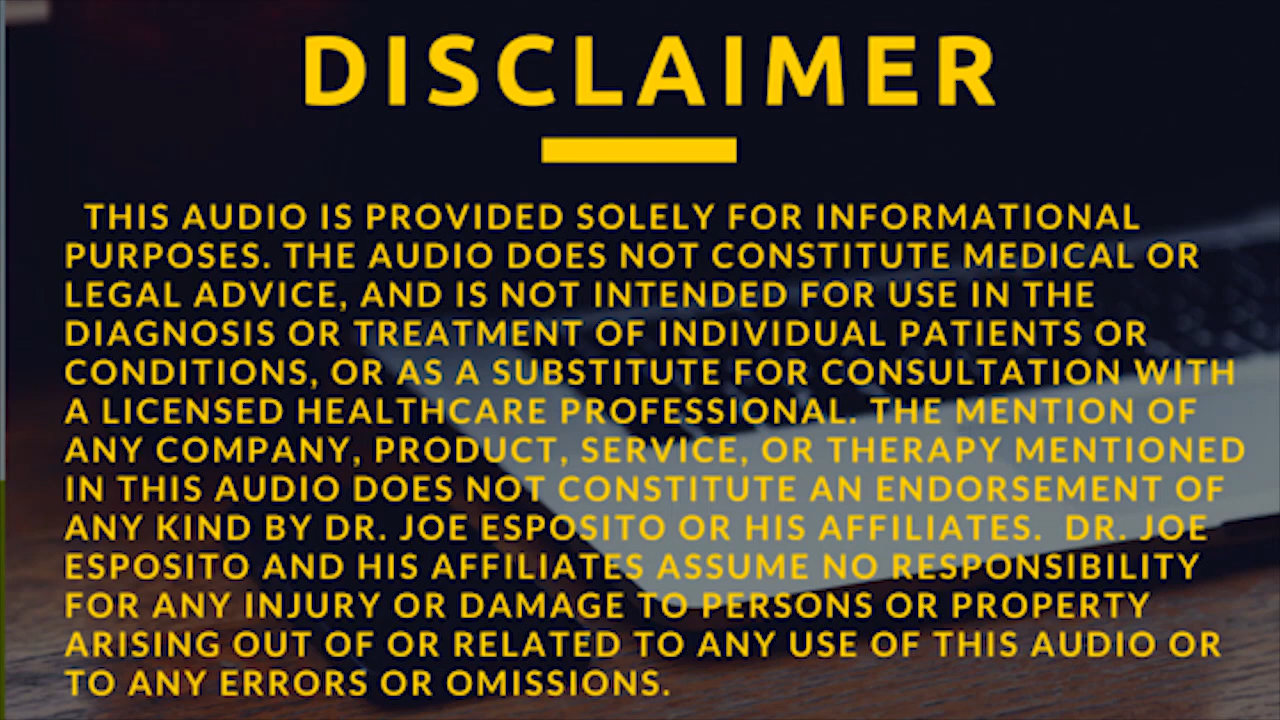 DISCLAIMER
THIS AUDIO IS PROVIDED SOLELY FOR INFORMATIONAL
PURPOSES. THE AUDIO DOES NOT CONSTITUTE MEDICAL OR
LEGAL ADVICE, AND IS NOT INTENDED FOR USE IN THE
DIAGNOSIS OR TREATMENT OF INDIVIDUAL PATIENTS OR
CONDITIONS, OR AS A SUBSTITUTE FOR CONSULTATION WITH
A LICENSED HEALTHCARE PROFESSIONAL. THE MENTION OF
ANY COMPANY, PRODUCT, SERVICE, OR THERAPY MENTIONED
IN THIS AUDIO DOES NOT CONSTITUTE AN ENDORSEMENT OF
ANY KIND BY DR. JOE ESPOSITO OR HIS AFFILIATES. DR. JOE
ESPOSITO AND HIS AFFILIATES ASSUME NO RESPONSIBILITY
FOR ANY INJURY OR DAMAGE TO PERSONS OR PROPERTY
ARISING OUT OF OR RELATED TO ANY USE OF THIS AUDIO OR
TO ANY ERRORS OR OMISSIONS.